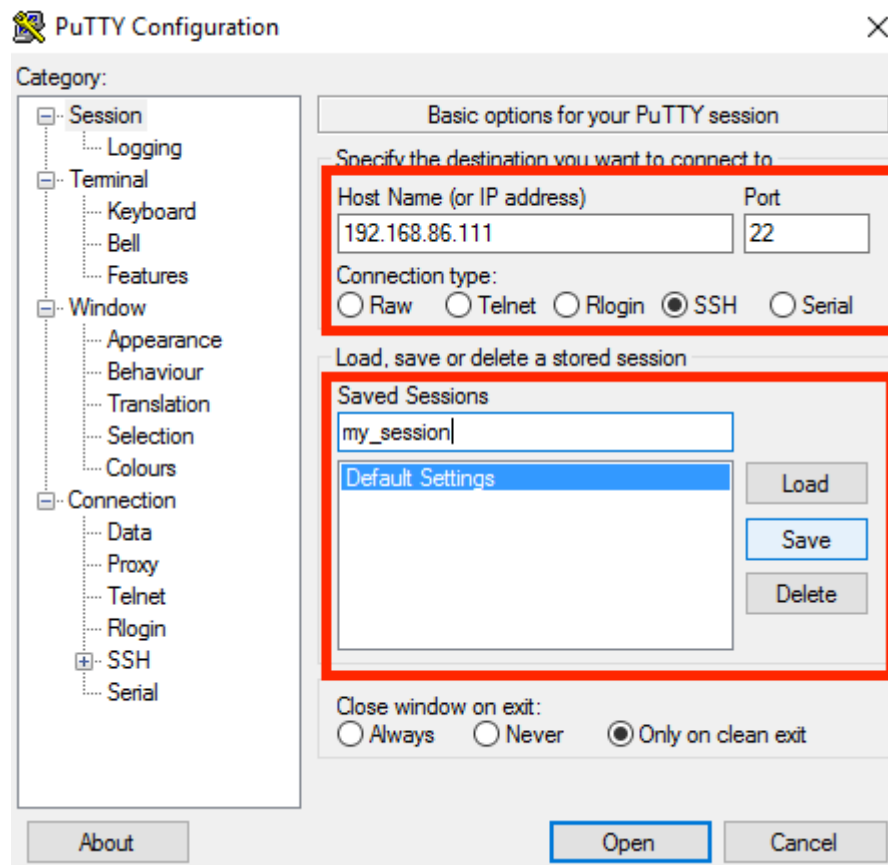 PuTTY Configuration
Category:
Session
Logging
Terminal
Keyboard
Bell
Features
Window
Appearance
Behaviour
Translation
Selection
Colours
Connection
Data
Proxy
Telnet
Rlogin
SSH
Serial
Basic options for your PuTTY session
Specify the destination you want to connect to
Host Name (or IP address) Port
192.168.86.111 22
Connection type:
Raw Telnet Rlogin SSH Serial
Load, save or delete a stored session
Saved Sessions
my_session
Default Settings
Load
Save
Delete
Close window on exit:
Always Never Only on clean exit
About Open Cancel